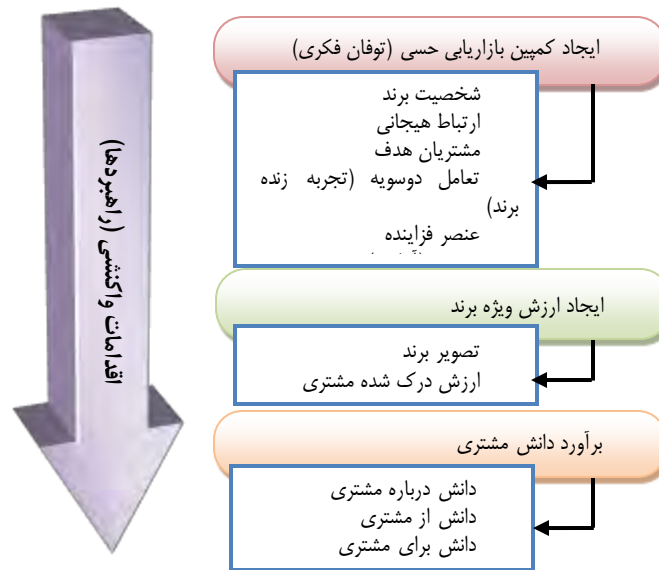 ایجاد کمپین بازاریابی حسی (توفان فکری)
شخصیت برند
ارتباط هیجانی
مشتریان هدف
تعامل دوسویه (تجربه زنده
برند)
عنصر فزاینده
ایجاد ارزش ویژه برند
تصویر برند
ارزش درک شده مشتری
برآورد دانش مشتری
دانش درباره مشتری
دانش از مشتری
دانش برای مشتری
اقدامات واکنشی (راهبردها)